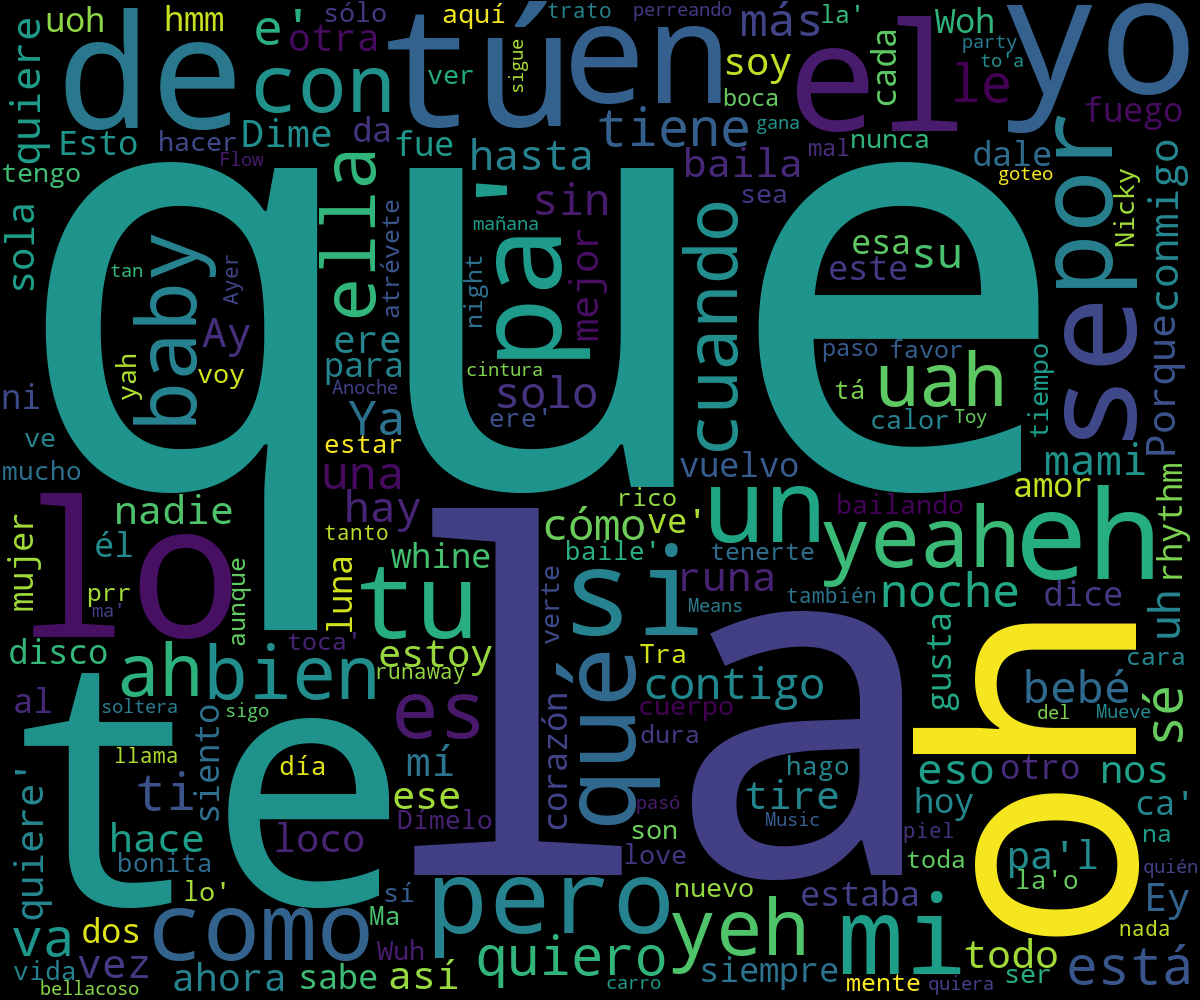 uoh
hmm
e'
sólo
otra
aquí
trato
perreando
más
la'
Woh
party
to'a
yo
quiere
de
con
tú
ver
sigue
en
soy
boca
el
cada
le
fuego
Esto
hacer
Dime
da
fue
hasta
tiene
gana
baila
mal
nunca
dale
goteo
tengo
Flow
sola
ella
atrévete
pa'
mañana
sin
sea
mejor
night
cuando
esa
su
este
por
Nicky
conmigo
tan
Ayer
baby
Ay
yah
voy
que
ere
para
Anoche
cintura
solo
ere'
Ya
estar
paso
favor
tá
uah
calor
Toy
tiempo
se
Porque
ni
ve
mucho
una
vuelvo
mami
amor
nadie
hay
tanto
rico
cómo
ve'
un
bailando
yeah
eh
rhythm
mujer
él
prr
ma'
aunque
lo
luna
whine
tu
baile'
tenerte
si
runa
Means
también
noche
dice
uh
disco
toca'
estoy
runaway
verte
Tra
contigo
gusta
cara
ah
bien
al
soltera
sigo
es
la
corazón
qué
cuerpo
dura
oh
bebé
del
Mueve
sé
siento
llama
día
mí
te
ti
ese
Dímelo
hago
tire
Music
eso
otro
nos
hoy
ca'
na
quiere'
hace
bonita
loco
pasó
son
love
piel
toda
pa'l
la'o
quién
lo'
sí
Ma
pero
nuevo
estaba
Ey
nada
va
dos
como
Wuh
yeh
mi
todo
vida
vez
bellacoso
ahora
sabe
así
quiero
carro
siempre
mente
quiera
ser
está